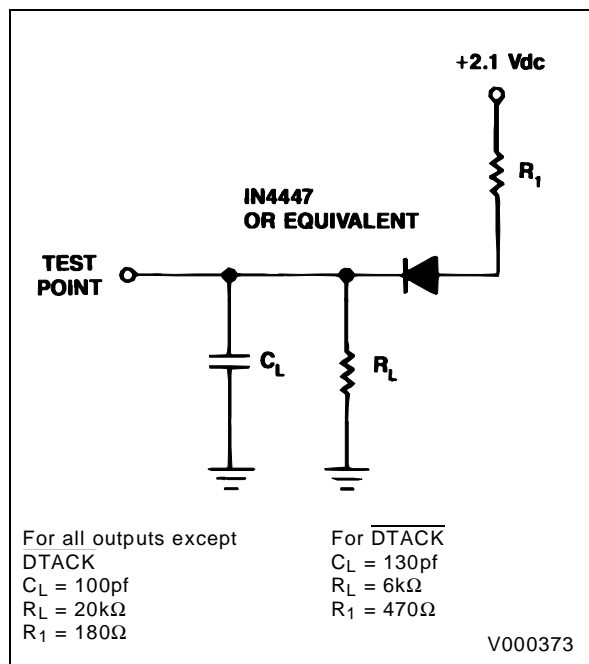 +2.1 Vdc
R1
IN4447
OR EQUIVALENT
TEST
POINT
CL
RL
For all outputs except
DTACK
CL = 100pf
RL = 20kΩ
R1 = 180Ω
For DTACK
CL = 130pf
RL = 6kΩ
R1 = 470Ω
V000373